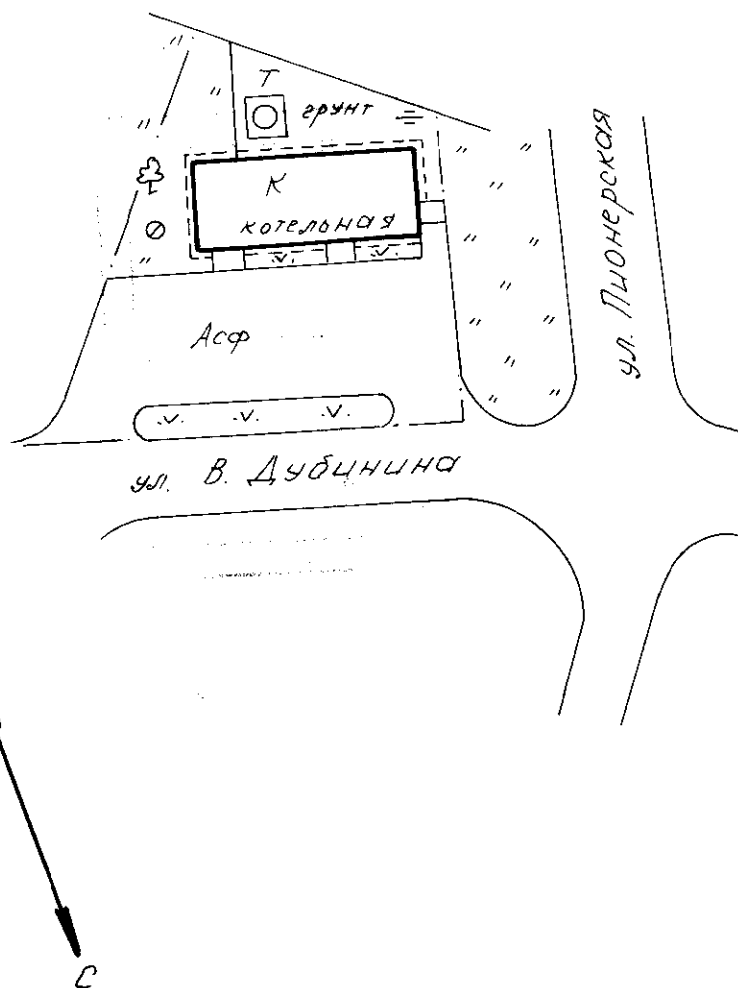 Т
грунт
К
котельная
ул. Пионерская
Асф
ул. В. Дубинина
С